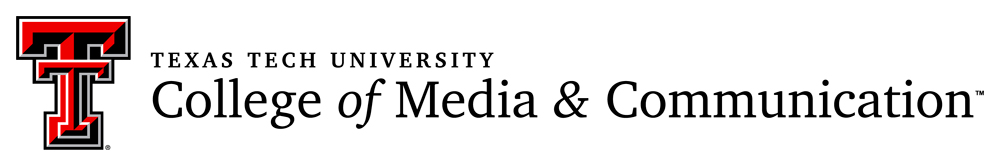 TEXAS TECH UNIVERSITY
College of Media & Communication™
®